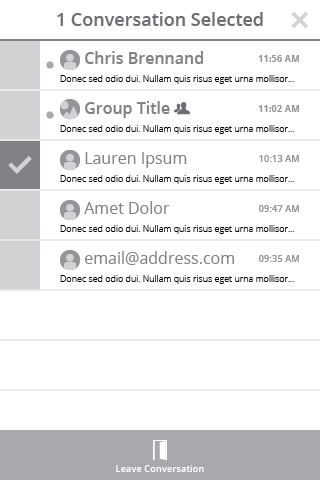 1 Conversation Selected
Chris Brennand 11:56 AM
Donec sed odio dui. Nullam quis risus eget urna mollisor...
Group Title 11:02 AM
Donec sed odio dui. Nullam quis risus eget urna mollisor...
Lauren Ipsum 10:13 AM
Donec sed odio dui. Nullam quis risus eget urna mollisor...
Amet Dolor 09:47 AM
Donec sed odio dui. Nullam quis risus eget urna mollisor...
email@address.com 09:35 AM
Donec sed odio dui. Nullam quis risus eget urna mollisor...
Leave Conversation